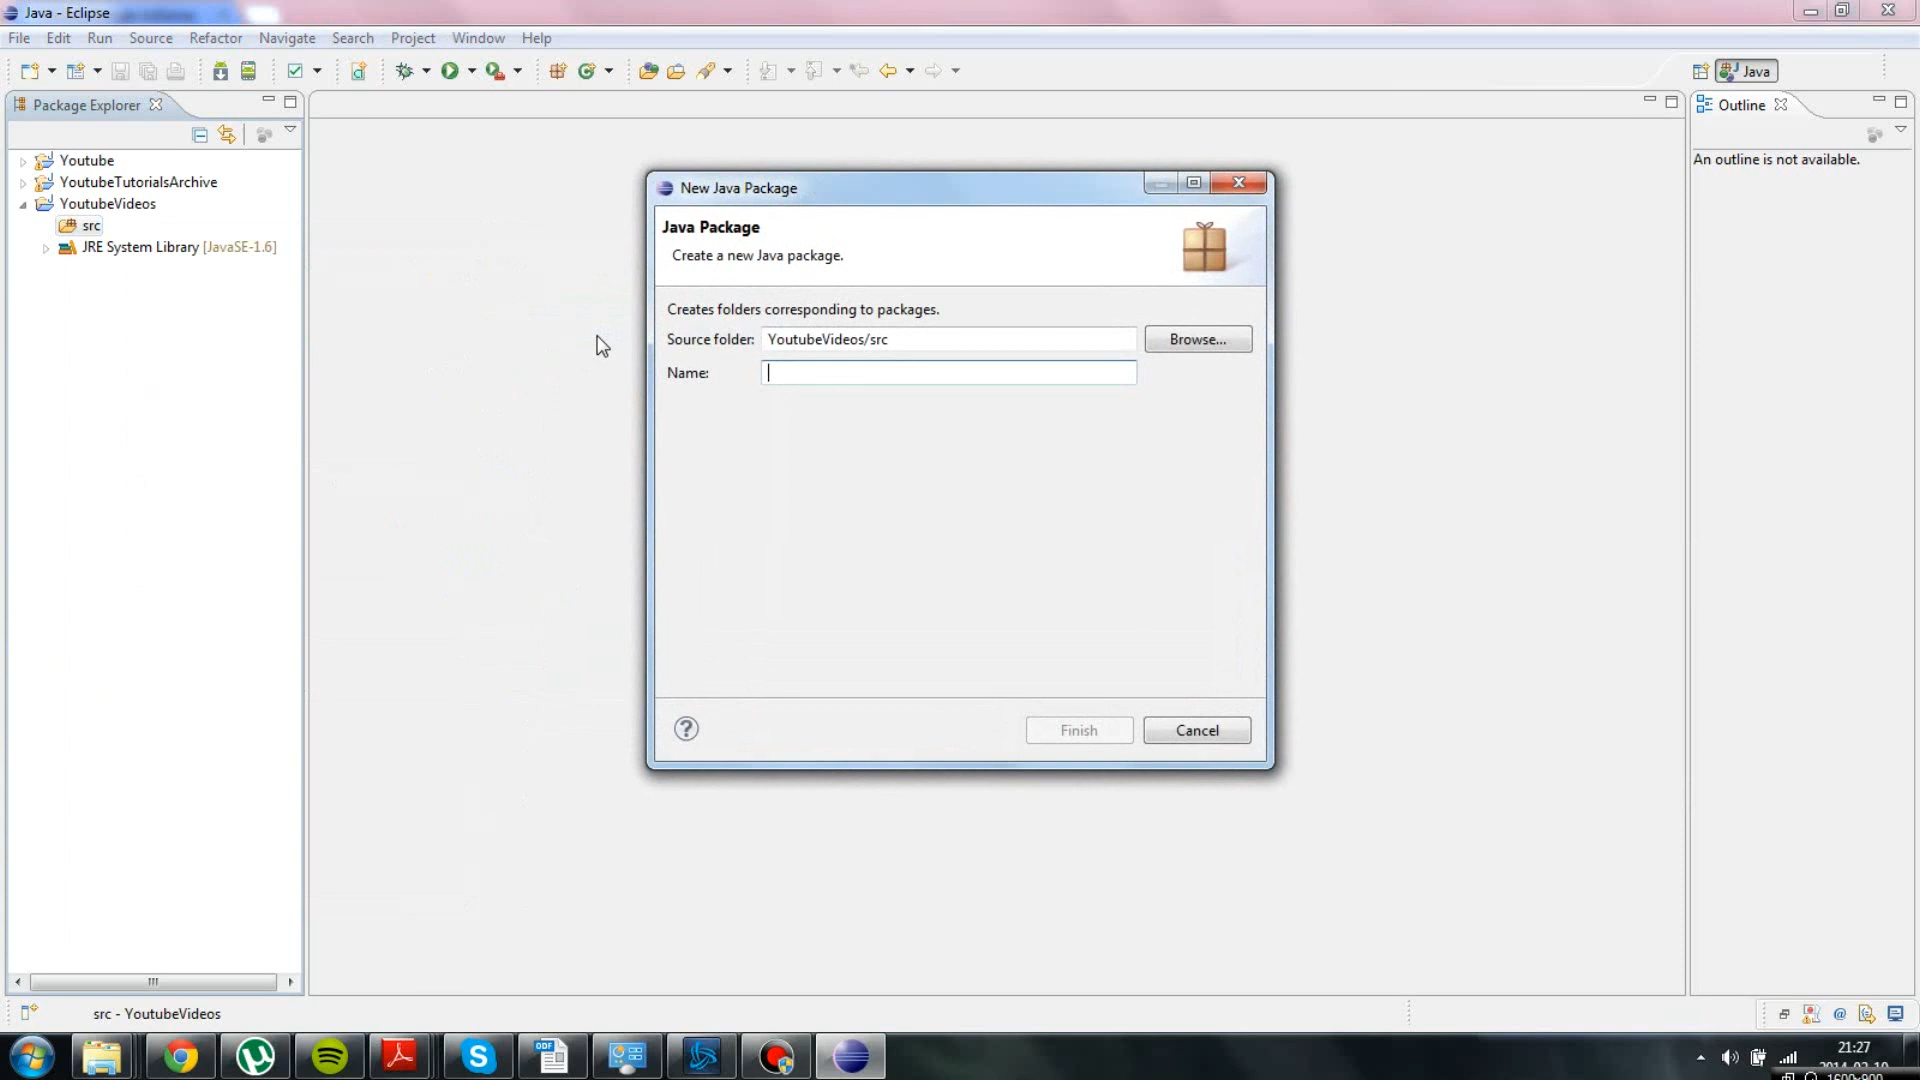 Java - Eclipse
File Edit Run Source Refactor Navigate Search Project Window Help
Java
Package Explorer
Outline
Youtube
An outline is not available.
YoutubeTutorialsArchive
YoutubeVideos
src
JRE System Library [JavaSE-1.6]
New Java Package
Java Package
Create a new Java package.
Creates folders corresponding to packages.
Source folder: YoutubeVideos/src Browse...
Name:
? Finish Cancel
src - YoutubeVideos
ODF
21:27